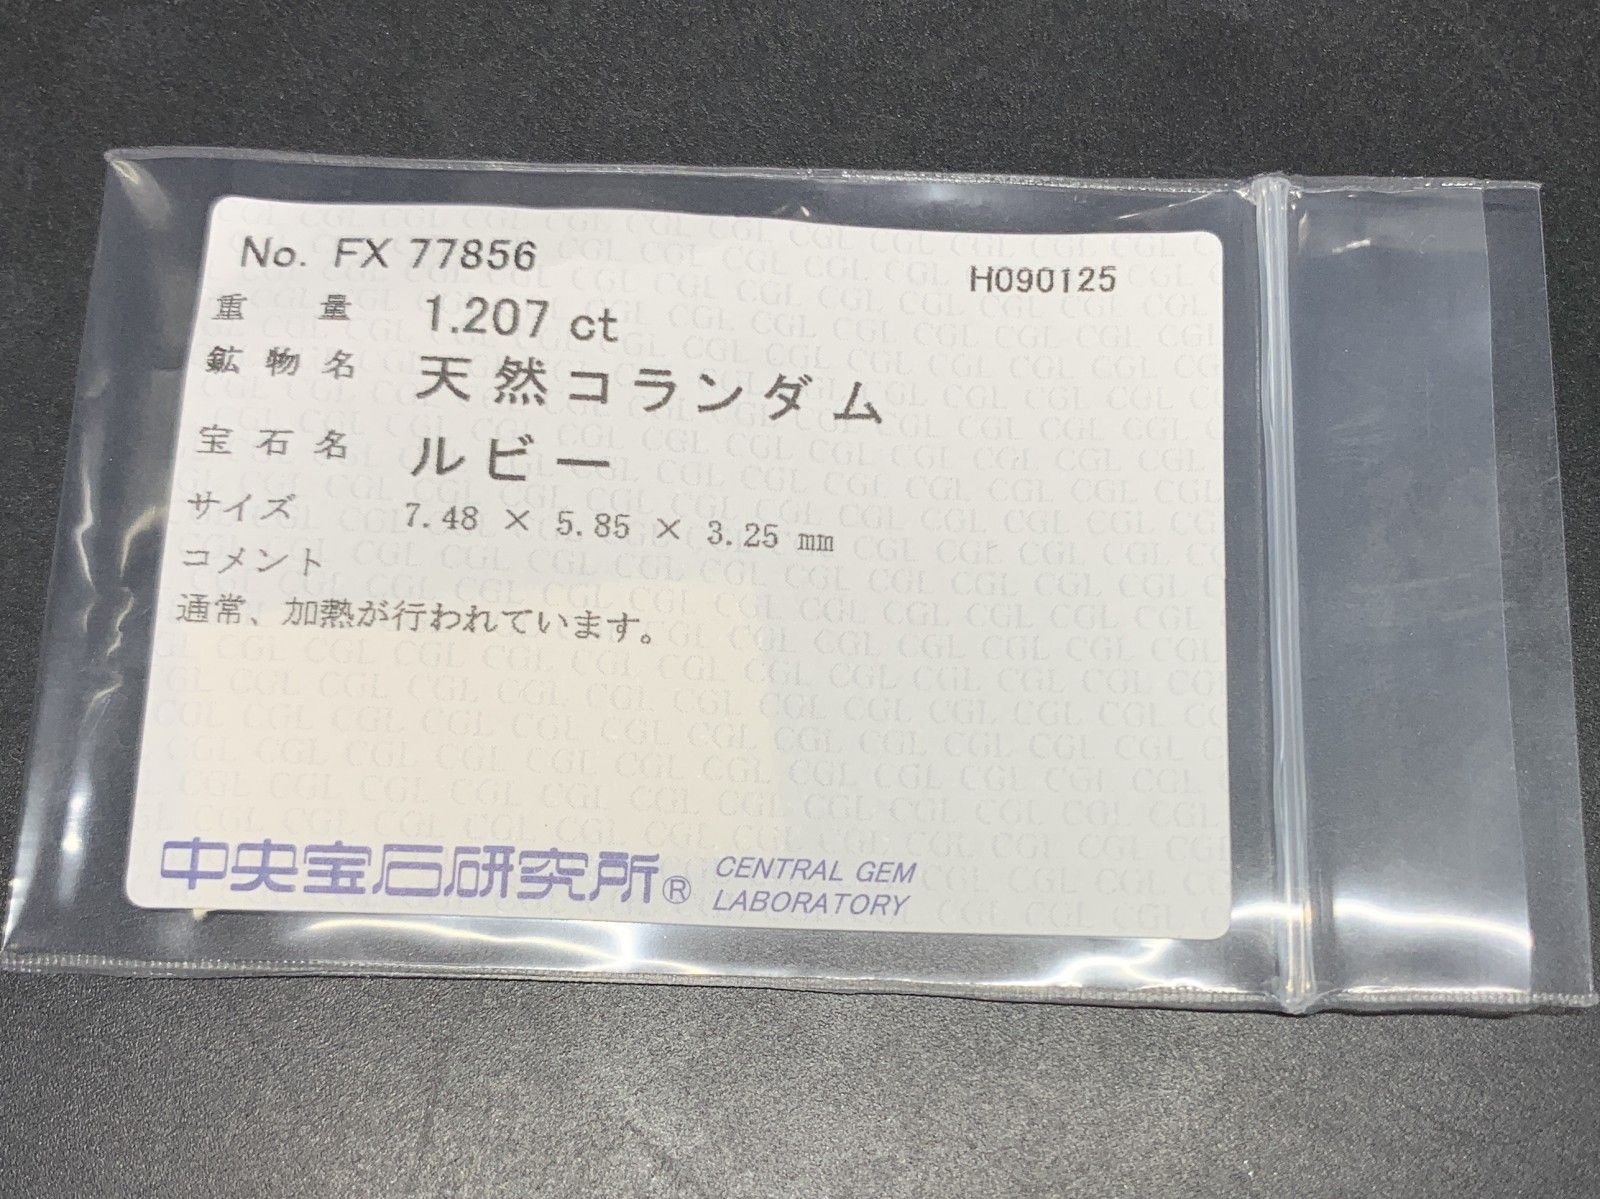 No. FX 77856
H090125
重量 1.207 ct
鉱物名 天然コランダム
宝石名 ルビー
サイズ 7.48 × 5.85 × 3.25 mm
コメント
通常、加熱が行われています。
中央宝石研究所® CENTRAL GEM
LABORATORY